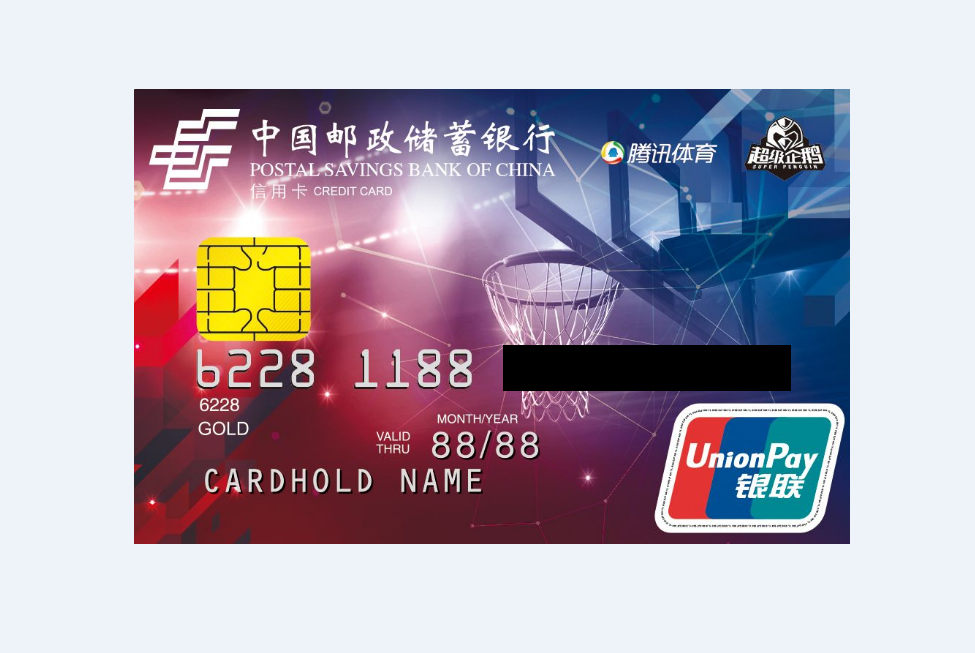 中国邮政储蓄银行
POSTAL SAVINGS BANK OF CHINA
信用卡 CREDIT CARD
腾讯体育
超级企鹅
SUPER PENGUIN
6228 1188
6228
GOLD
MONTH/YEAR
VALID THRU 88/88
CARDHOLD NAME
UnionPay
银联